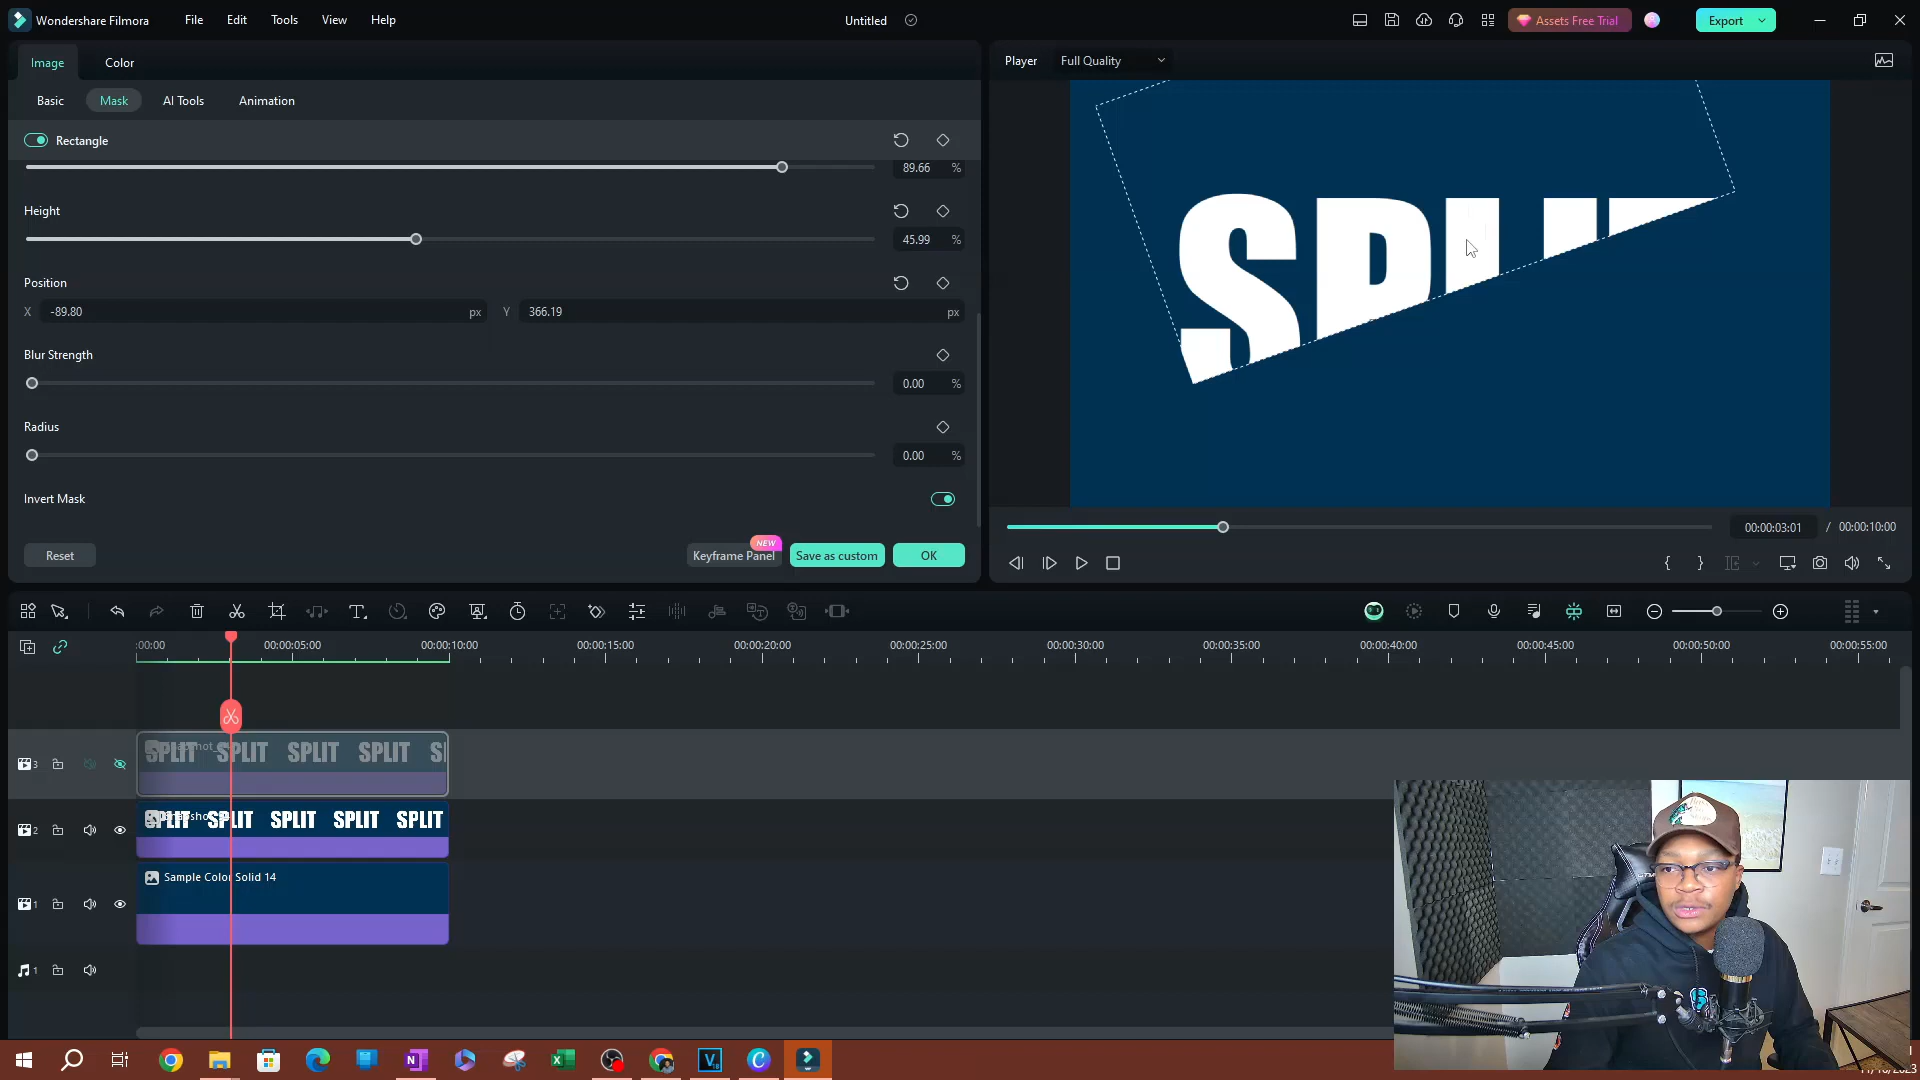 Wondershare Filmora File Edit Tools View Help Untitled Assets Free Trial Export
Image Color
Basic Mask AI Tools Animation
Rectangle
89.66 %
Height
45.99 %
Position
X -89.80 px Y 366.19 px
Blur Strength
0.00 %
Radius
0.00 %
Invert Mask
NEW
Reset Keyframe Panel Save as custom OK
Player Full Quality
SPLIT
00:00:03:01 / 00:00:10:00
:00:00 00:00:05:00 00:00:10:00 00:00:15:00 00:00:20:00 00:00:25:00 00:00:30:00 00:00:35:00 00:00:40:00 00:00:45:00 00:00:50:00 00:00:55:00
3
SPLIT SPLIT SPLIT SPLIT S
2
SPLIT SPLIT SPLIT SPLIT SPLIT
1
Sample Color Solid 14
1